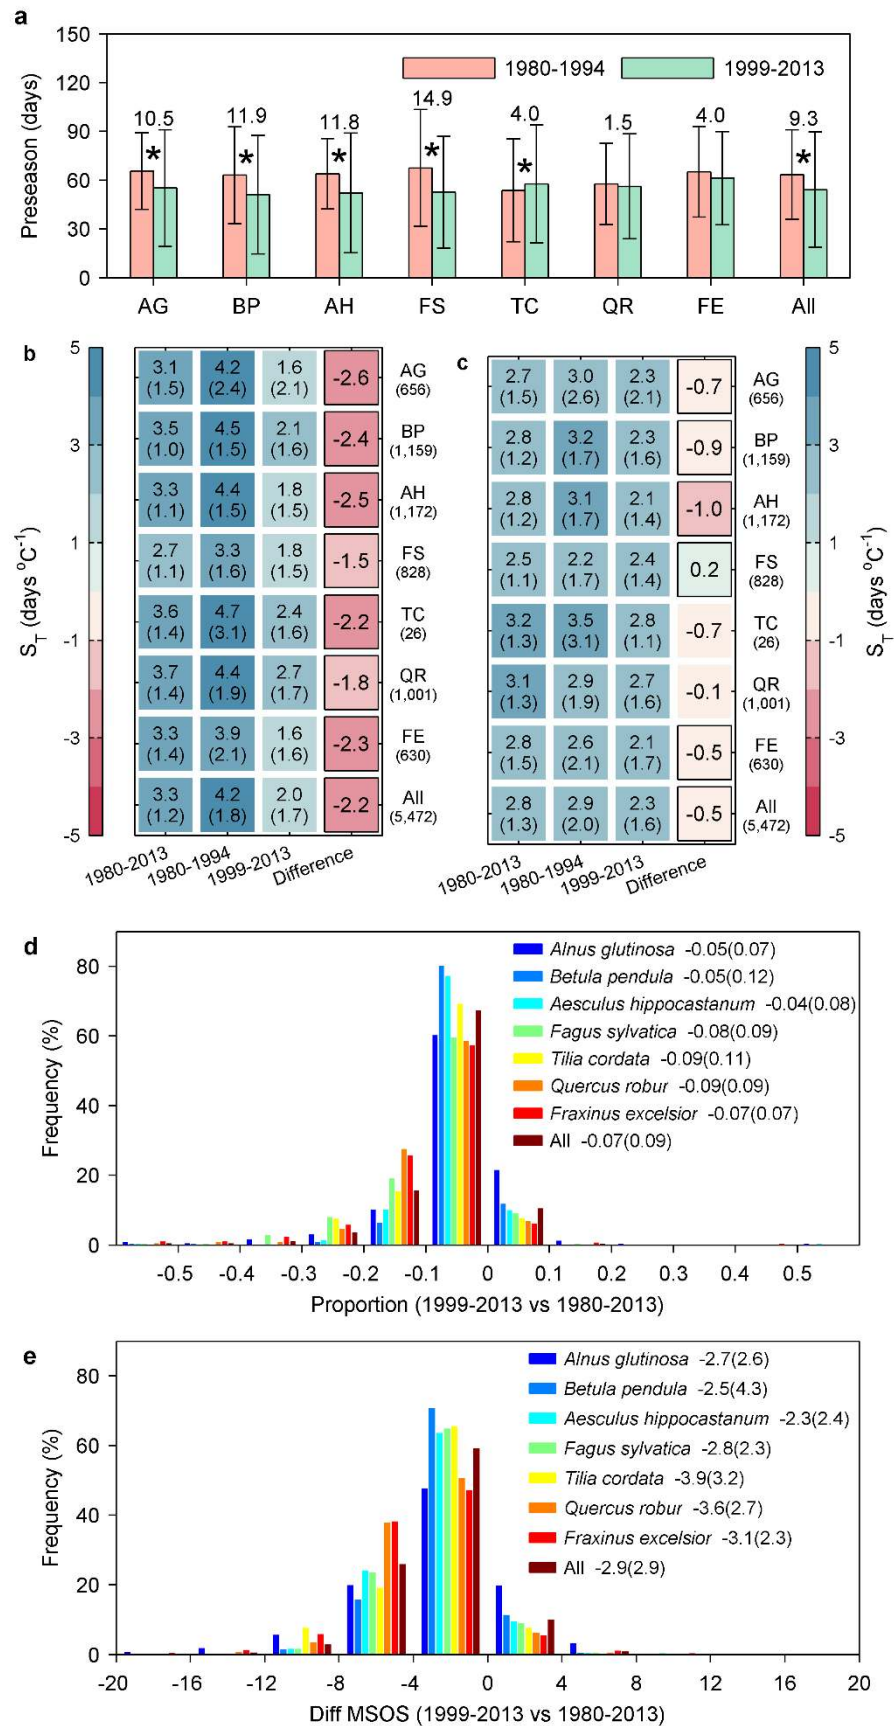 a
150
120
90
60
30
0
Preseason (days)
1980-1994
1999-2013
10.5
11.9
11.8
14.9
4.0
1.5
4.0
9.3
*
*
*
*
*
*
AG BP AH FS TC QR FE All
b
5
3
1
-1
-3
-5
S_T (days °C⁻¹)
3.1 4.2 1.6 -2.6 AG
(1.5) (2.4) (2.1) (656)
3.5 4.5 2.1 -2.4 BP
(1.0) (1.5) (1.6) (1,159)
3.3 4.4 1.8 -2.5 AH
(1.1) (1.5) (1.5) (1,172)
2.7 3.3 1.8 -1.5 FS
(1.1) (1.6) (1.5) (828)
3.6 4.7 2.4 -2.2 TC
(1.4) (3.1) (1.6) (26)
3.7 4.4 2.7 -1.8 QR
(1.4) (1.9) (1.7) (1,001)
3.3 3.9 1.6 -2.3 FE
(1.4) (2.1) (1.6) (630)
3.3 4.2 2.0 -2.2 All
(1.2) (1.8) (1.7) (5,472)
1980-2013 1980-1994 1999-2013 Difference
c
2.7 3.0 2.3 -0.7 AG
(1.5) (2.6) (2.1) (656)
2.8 3.2 2.3 -0.9 BP
(1.2) (1.7) (1.6) (1,159)
2.8 3.1 2.1 -1.0 AH
(1.2) (1.7) (1.4) (1,172)
2.5 2.2 2.4 0.2 FS
(1.1) (1.7) (1.4) (828)
3.2 3.5 2.8 -0.7 TC
(1.3) (3.1) (1.1) (26)
3.1 2.9 2.7 -0.1 QR
(1.3) (1.9) (1.6) (1,001)
2.8 2.6 2.1 -0.5 FE
(1.5) (2.1) (1.7) (630)
2.8 2.9 2.3 -0.5 All
(1.3) (2.0) (1.6) (5,472)
1980-2013 1980-1994 1999-2013 Difference
5
3
1
-1
-3
-5
S_T (days °C⁻¹)
d
80
60
40
20
0
Frequency (%)
Alnus glutinosa -0.05(0.07)
Betula pendula -0.05(0.12)
Aesculus hippocastanum -0.04(0.08)
Fagus sylvatica -0.08(0.09)
Tilia cordata -0.09(0.11)
Quercus robur -0.09(0.09)
Fraxinus excelsior -0.07(0.07)
All -0.07(0.09)
-0.5 -0.4 -0.3 -0.2 -0.1 0 0.1 0.2 0.3 0.4 0.5
Proportion (1999-2013 vs 1980-2013)
e
80
60
40
20
0
Frequency (%)
Alnus glutinosa -2.7(2.6)
Betula pendula -2.5(4.3)
Aesculus hippocastanum -2.3(2.4)
Fagus sylvatica -2.8(2.3)
Tilia cordata -3.9(3.2)
Quercus robur -3.6(2.7)
Fraxinus excelsior -3.1(2.3)
All -2.9(2.9)
-20 -16 -12 -8 -4 0 4 8 12 16 20
Diff MSOS (1999-2013 vs 1980-2013)